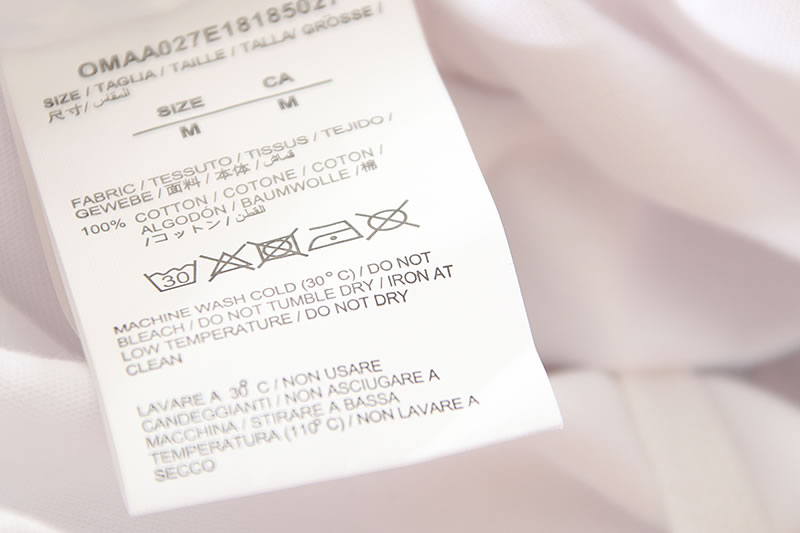 OMAA027E18185027
SIZE / TAGLIA / TAILLE / TALLA/ GRÖSSE /
尺寸/ المقاس
SIZE CA
M M
FABRIC / TESSUTO / TISSUS / TEJIDO /
GEWEBE / 面料 / 本体 / قماش
100% COTTON / COTONE / COTON /
ALGODÓN / BAUMWOLLE / 棉
/コットン / القطن
30
MACHINE WASH COLD (30° C) / DO NOT
BLEACH / DO NOT TUMBLE DRY / IRON AT
LOW TEMPERATURE / DO NOT DRY
CLEAN
LAVARE A 30° C / NON USARE
CANDEGGIANTI / NON ASCIUGARE A
MACCHINA / STIRARE A BASSA
TEMPERATURA (110° C) / NON LAVARE A
SECCO